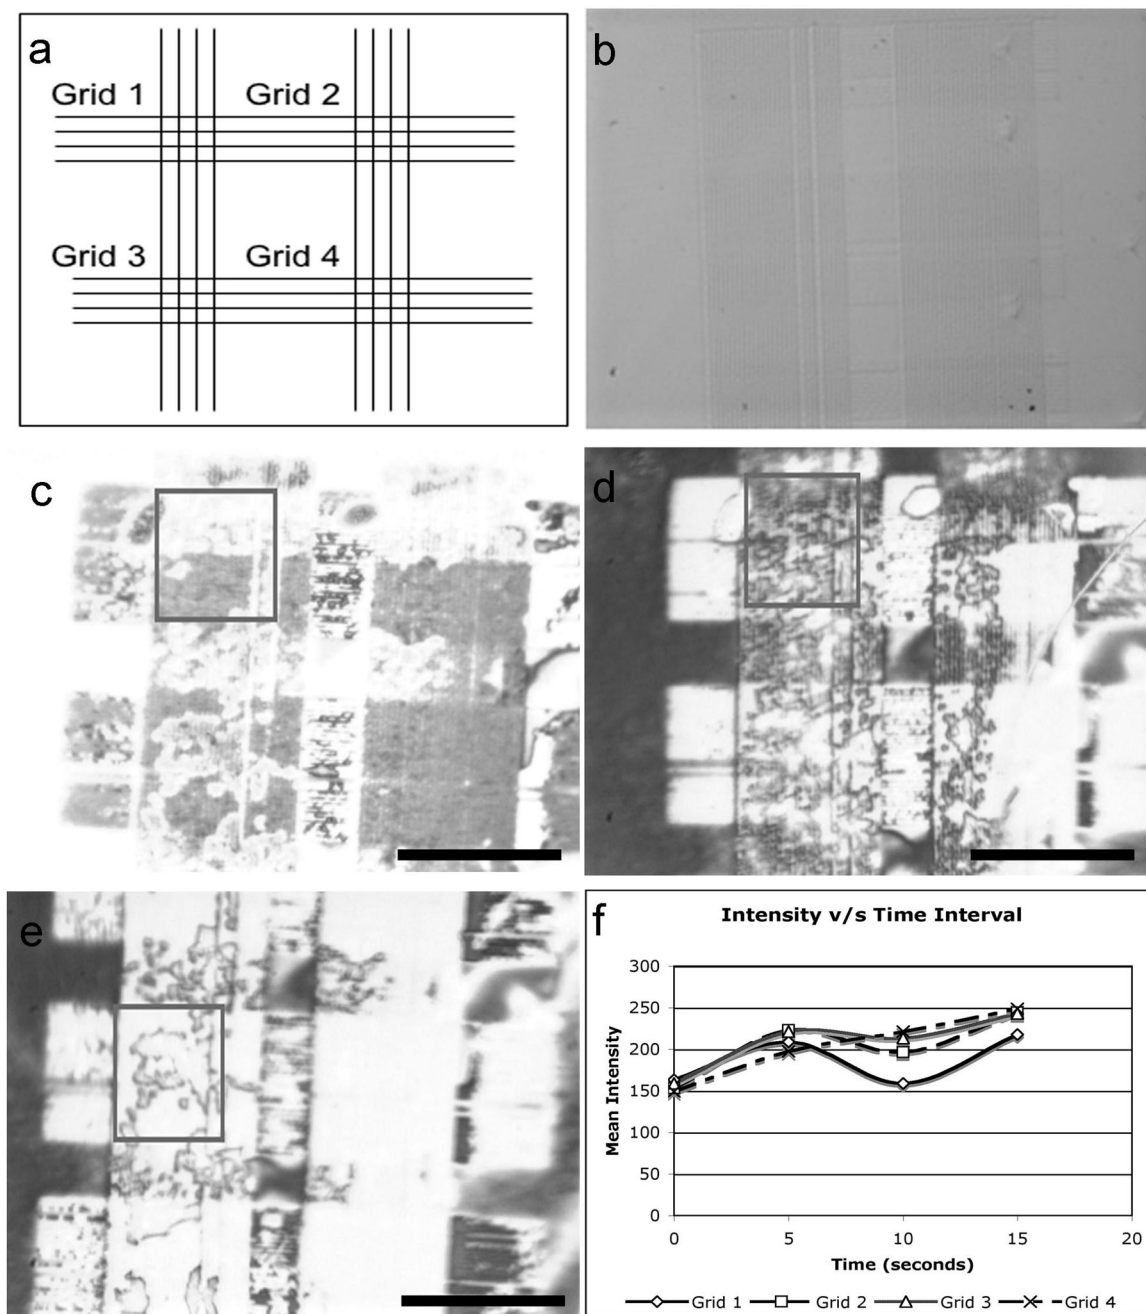 a
Grid 1
Grid 2
Grid 3
Grid 4
b
c
d
e
f
Intensity v/s Time Interval
Mean Intensity
300
250
200
150
100
50
0
0 5 10 15 20
Time (seconds)
Grid 1 Grid 2 Grid 3 Grid 4